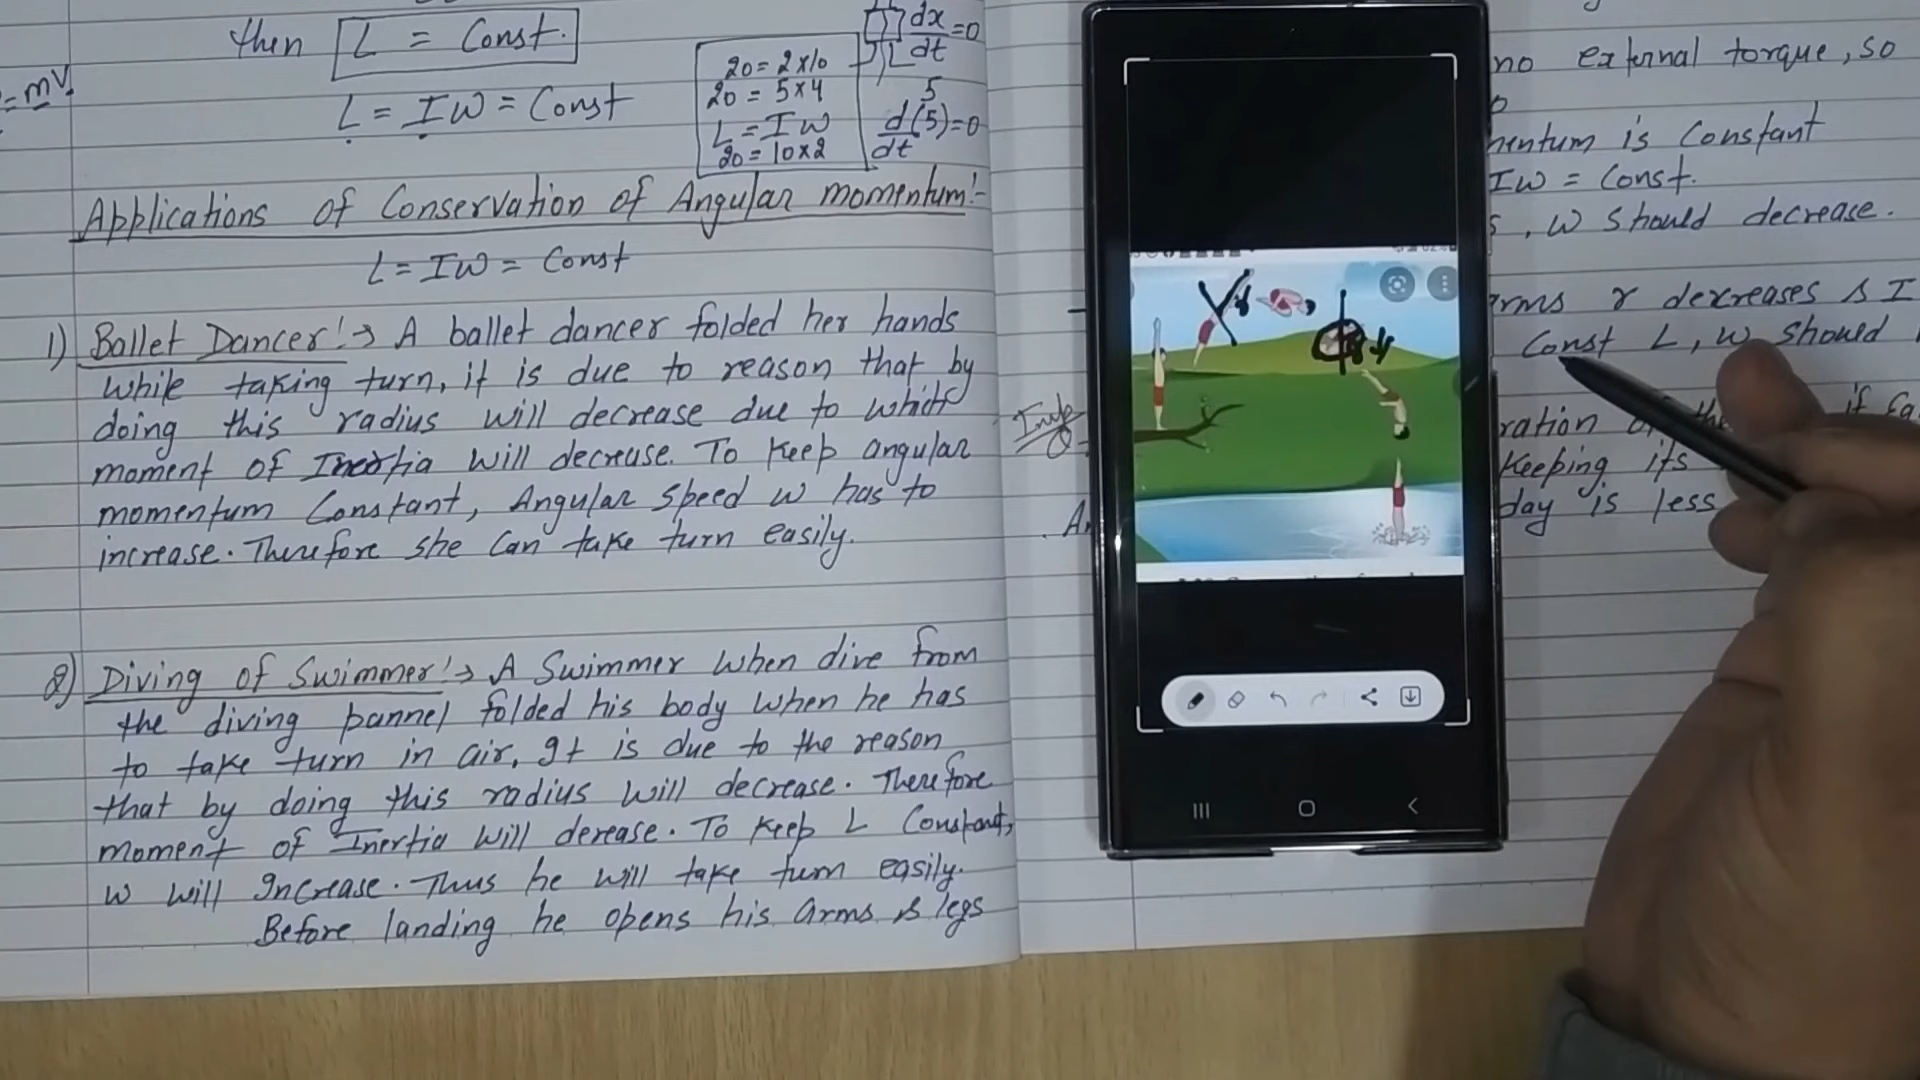 then L = Const.
= mV
L = Iω = Const
20 = 2x10
20 = 5x4
L = Iω
20 = 10x2
dx/dt = 0
5
d(5)/dt = 0
Applications of Conservation of Angular momentum:-
L = Iω = Const
1) Ballet Dancer:→ A ballet dancer folded her hands
while taking turn, it is due to reason that by
doing this radius will decrease due to which
moment of Inertia will decrease. To keep angular
momentum Constant, Angular speed ω has to
increase. Therefore she Can take turn easily.
2) Diving of Swimmer:→ A Swimmer when dive from
the diving pannel folded his body when he has
to take turn in air, It is due to the reason
that by doing this radius will decrease. Therefore
moment of Inertia will derease. To keep L Constant,
ω will Increase. Thus he will take turn easily.
Before landing he opens his arms & legs
no external torque, so
mentum is Constant
Iω = Const.
, ω should decrease.
arms r decreases & I
Const L, ω should
Imp
Q
ration
if
keeping its
day is less